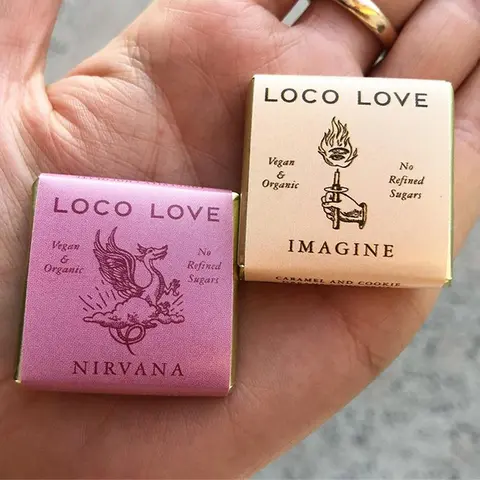 LOCO LOVE
Vegan
&
Organic
No
Refined
Sugars
NIRVANA
LOCO LOVE
Vegan
&
Organic
No
Refined
Sugars
IMAGINE
CARAMEL AND COOKIE